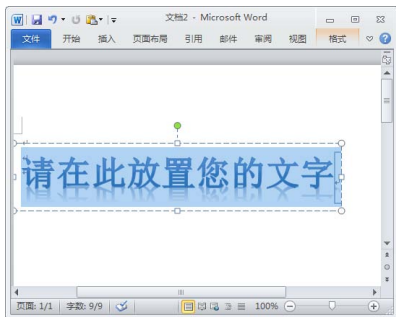 文档2 - Microsoft Word
文件 开始 插入 页面布局 引用 邮件 审阅 视图 格式
请在此放置您的文字
页面: 1/1 字数: 9/9 100%